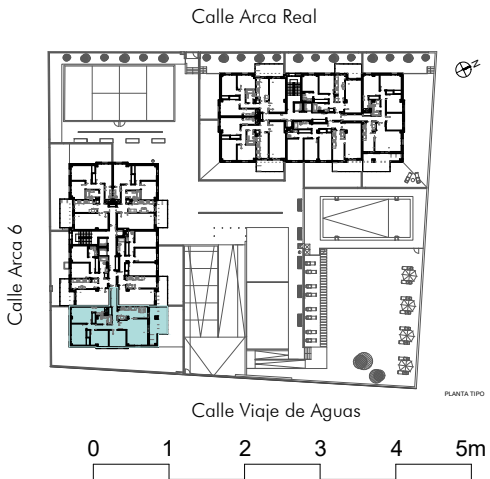 Calle Arca Real
N
Calle Arca 6
PLANTA TIPO
Calle Viaje de Aguas
0 1 2 3 4 5m